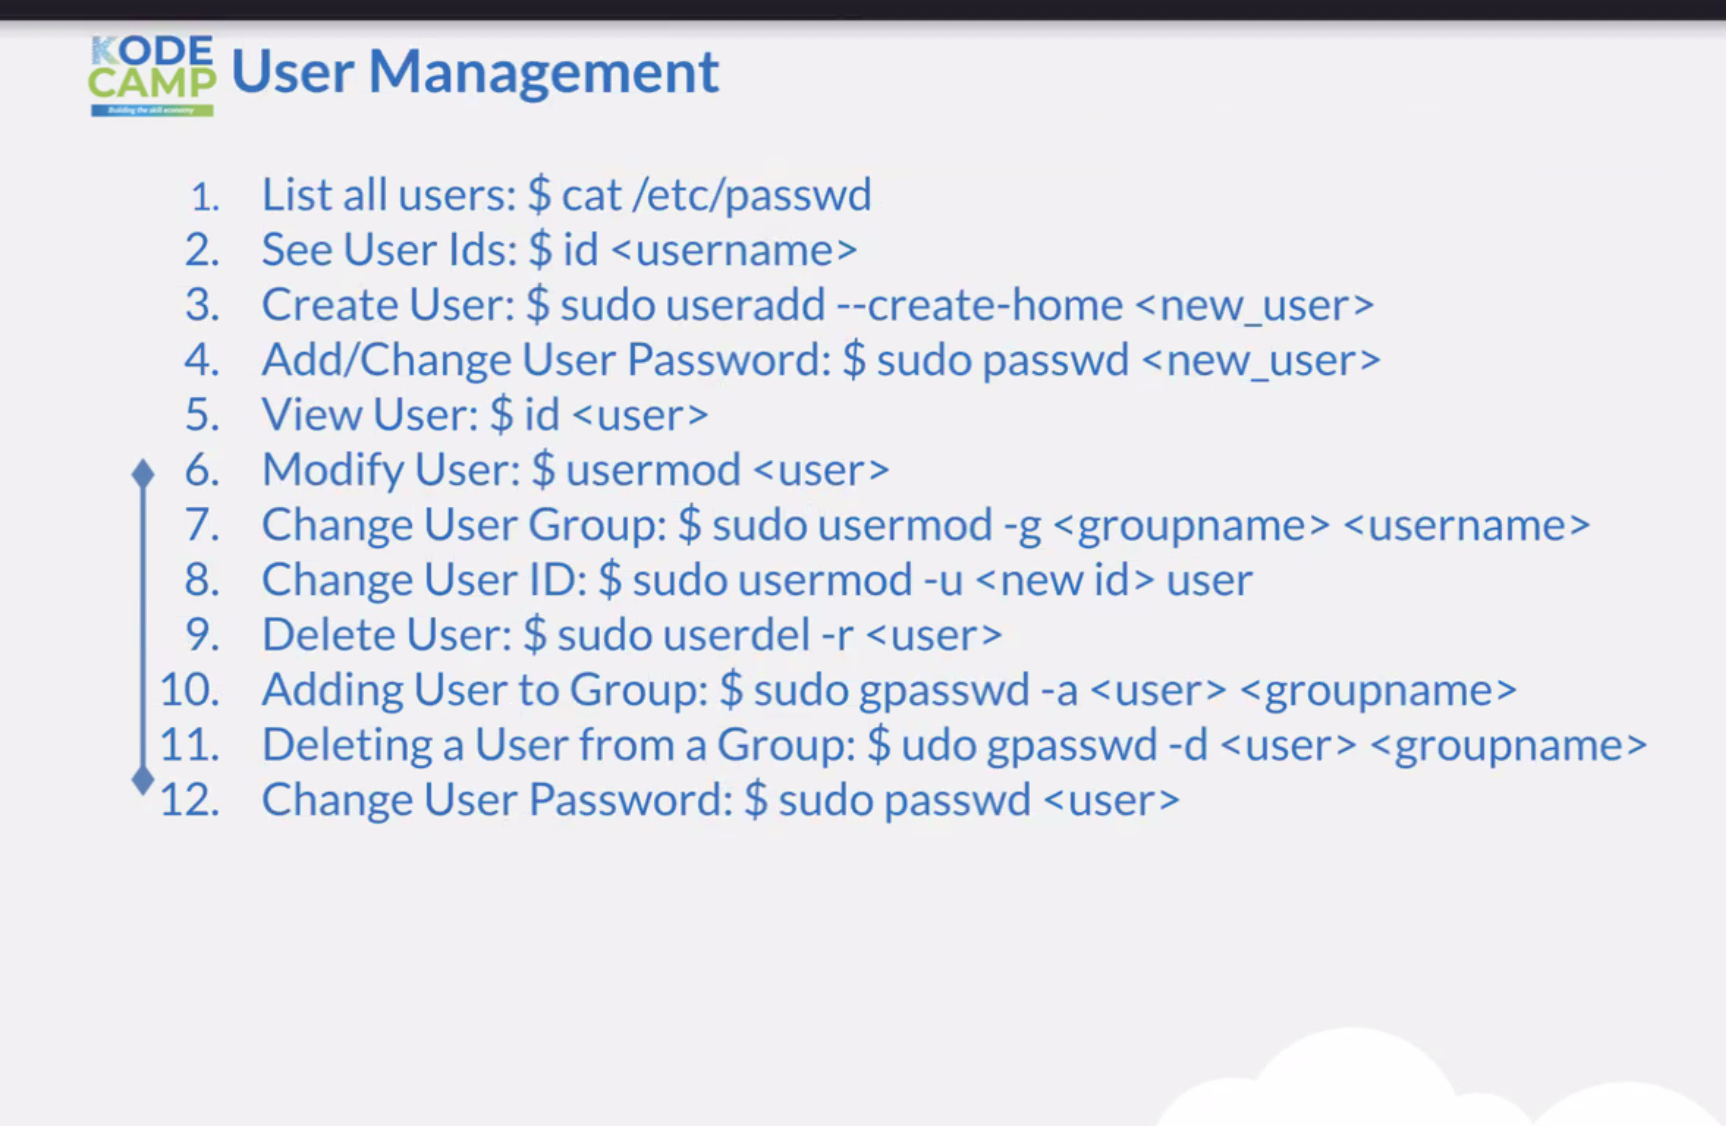 KODE
CAMP
Building the skill economy
User Management
1. List all users: $ cat /etc/passwd
2. See User Ids: $ id <username>
3. Create User: $ sudo useradd --create-home <new_user>
4. Add/Change User Password: $ sudo passwd <new_user>
5. View User: $ id <user>
6. Modify User: $ usermod <user>
7. Change User Group: $ sudo usermod -g <groupname> <username>
8. Change User ID: $ sudo usermod -u <new id> user
9. Delete User: $ sudo userdel -r <user>
10. Adding User to Group: $ sudo gpasswd -a <user> <groupname>
11. Deleting a User from a Group: $ udo gpasswd -d <user> <groupname>
12. Change User Password: $ sudo passwd <user>